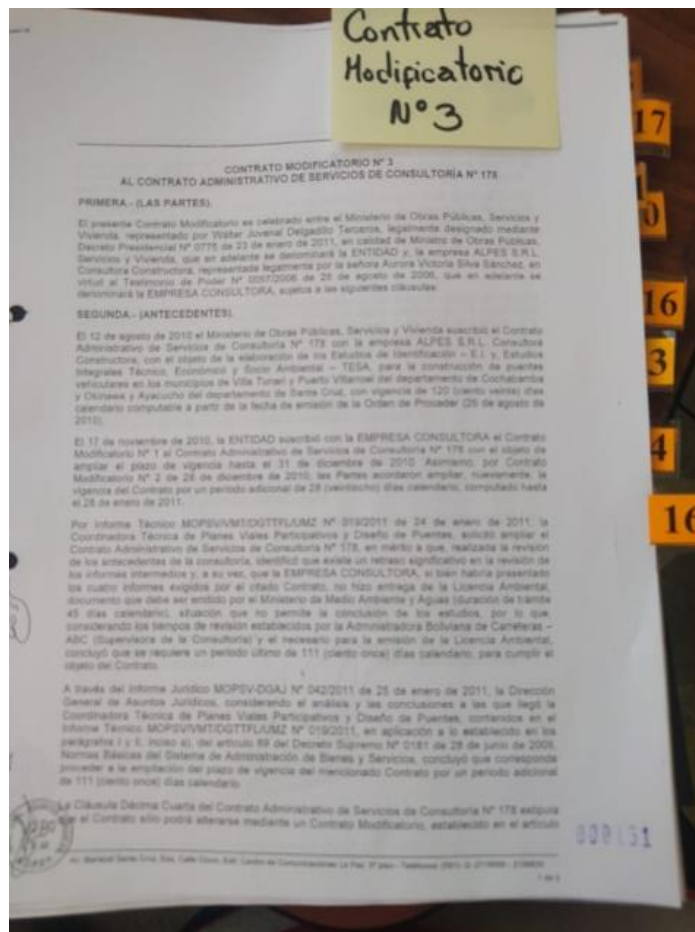 Contrato
Modificatorio
N° 3
17
0
16
3
4
16
CONTRATO MODIFICATORIO N° 3
AL CONTRATO ADMINISTRATIVO DE SERVICIOS DE CONSULTORÍA N° 178
PRIMERA.- (LAS PARTES).
El presente Contrato Modificatorio es celebrado entre el Ministerio de Obras Públicas, Servicios y
Vivienda, representado por Walter Juvenal Delgadillo Terceros, legalmente designado mediante
Decreto Presidencial N° 0775 de 23 de enero de 2011, en calidad de Ministro de Obras Públicas,
Servicios y Vivienda, que en adelante se denominará la ENTIDAD y, la empresa ALPES S.R.L.
Consultora Constructora, representada legalmente por la señora Aurora Victoria Silva Sánchez, en
virtud al Testimonio de Poder N° 0057/2006 de 25 de agosto de 2006, que en adelante se
denominará la EMPRESA CONSULTORA, sujetos a las siguientes cláusulas:
SEGUNDA.- (ANTECEDENTES).
El 12 de agosto de 2010 el Ministerio de Obras Públicas, Servicios y Vivienda suscribió el Contrato
Administrativo de Servicios de Consultoría N° 178 con la empresa ALPES S.R.L. Consultora
Constructora, con el objeto de la elaboración de los Estudios de Identificación – E.I. y, Estudios
Integrales Técnico, Económico y Socio Ambiental – TESA, para la construcción de puentes
vehiculares en los municipios de Villa Tunari y Puerto Villarroel del departamento de Cochabamba
y Okinawa y Ayacucho del departamento de Santa Cruz, con vigencia de 120 (ciento veinte) días
calendario computable a partir de la fecha de emisión de la Orden de Proceder (25 de agosto de
2010).
El 17 de noviembre de 2010, la ENTIDAD suscribió con la EMPRESA CONSULTORA el Contrato
Modificatorio N° 1 al Contrato Administrativo de Servicios de Consultoría N° 178 con el objeto de
ampliar el plazo de vigencia hasta el 31 de diciembre de 2010. Asimismo, por Contrato
Modificatorio N° 2 de 28 de diciembre de 2010, las Partes acordaron ampliar, nuevamente, la
vigencia del Contrato por un periodo adicional de 28 (veintiocho) días calendario, computado hasta
el 28 de enero de 2011.
Por Informe Técnico MOPSV/VMT/DGTTFL/UMZ N° 019/2011 de 24 de enero de 2011, la
Coordinadora Técnica de Planes Viales Participativos y Diseño de Puentes, solicitó ampliar el
Contrato Administrativo de Servicios de Consultoría N° 178, en mérito a que, realizada la revisión
de los antecedentes de la consultoría, identificó que existe un retraso significativo en la revisión de
los informes intermedios y, a su vez, que la EMPRESA CONSULTORA, si bien habría presentado
los cuatro informes exigidos por el citado Contrato, no hizo entrega de la Licencia Ambiental,
documento que debe ser emitido por el Ministerio de Medio Ambiente y Aguas (duración de trámite
45 días calendario), situación que no permite la conclusión de los estudios, por lo que
considerando los tiempos de revisión establecidos por la Administradora Boliviana de Carreteras –
ABC (Supervisora de la Consultoría) y el necesario para la emisión de la Licencia Ambiental,
concluyó que se requiere un periodo último de 111 (ciento once) días calendario, para cumplir el
objeto del Contrato.
A través del Informe Jurídico MOPSV-DGAJ N° 042/2011 de 25 de enero de 2011, la Dirección
General de Asuntos Jurídicos, considerando el análisis y las conclusiones a las que llegó la
Coordinadora Técnica de Planes Viales Participativos y Diseño de Puentes, contenidos en el
Informe Técnico MOPSV/VMT/DGTTFL/UMZ N° 019/2011, en aplicación a lo establecido en los
parágrafos I y II, inciso a), del artículo 89 del Decreto Supremo N° 0181 de 28 de junio de 2009,
Normas Básicas del Sistema de Administración de Bienes y Servicios, concluyó que corresponde
proceder a la ampliación del plazo de vigencia del mencionado Contrato por un periodo adicional
de 111 (ciento once) días calendario.
La Cláusula Décima Cuarta del Contrato Administrativo de Servicios de Consultoría N° 178 estipula
que el Contrato sólo podrá alterarse mediante un Contrato Modificatorio, establecido en el artículo
000151
Av. Mariscal Santa Cruz, Esq. Calle Oruro, Edif. Centro de Comunicaciones La Paz, 5° piso